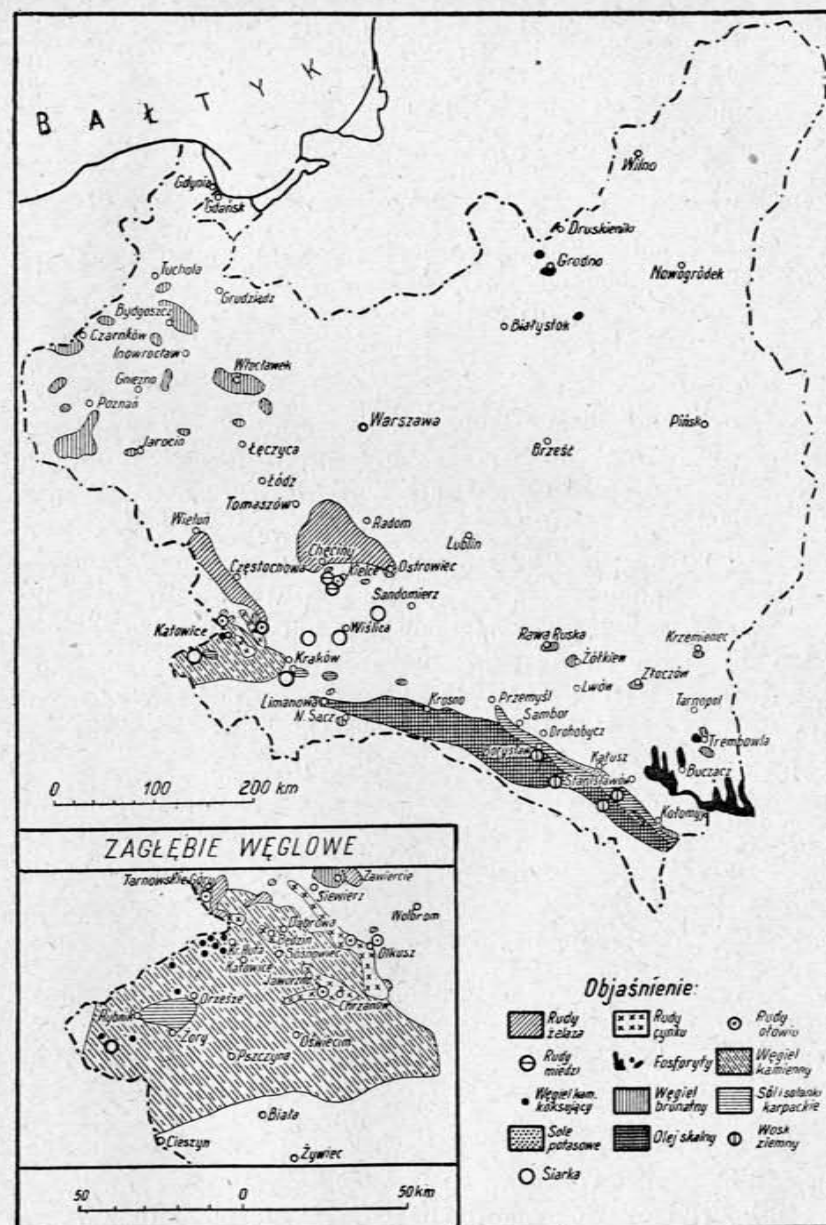 BAŁTYK
Gdynia
Gdańsk
Wilno
Druskieniki
Grodno
Nowogródek
Tuchola
Grudziądz
Bydgoszcz
Białystok
Czarnków
Inowrocław
Włocławek
Gniezno
Poznań
Warszawa
Pińsk
Jarocin
Łęczyca
Brześć
Łódź
Tomaszów
Radom
Wieluń
Lublin
Chęciny
Częstochowa
Kielce
Ostrowiec
Sandomierz
Katowice
Wiślica
Rawa Ruska
Krzemieniec
Żółkiew
Kraków
Złoczów
Lwów
Limanowa
Krosno
Przemyśl
Tarnopol
N. Sącz
Sambor
Drohobycz
Trembowla
Borysław
Kałusz
Buczacz
Stanisławów
Kołomyja
0 100 200 km
ZAGŁĘBIE WĘGLOWE
Tarnowskie Góry
Zawiercie
Siewierz
Wolbrom
Dąbrowa
Będzin
Kr. Huta
Sosnowiec
Olkusz
Katowice
Jaworzno
Orzesze
Chrzanów
Rybnik
Żory
Oświęcim
Pszczyna
Biała
Cieszyn
Żywiec
50 0 50 km
Objaśnienie:
Rudy żelaza
Rudy cynku
Rudy ołowiu
Rudy miedzi
Fosforyty
Węgiel kamienny
Węgiel kam. koksujący
Węgiel brunatny
Sól i solanki karpackie
Sole potasowe
Olej skalny
Wosk ziemny
Siarka